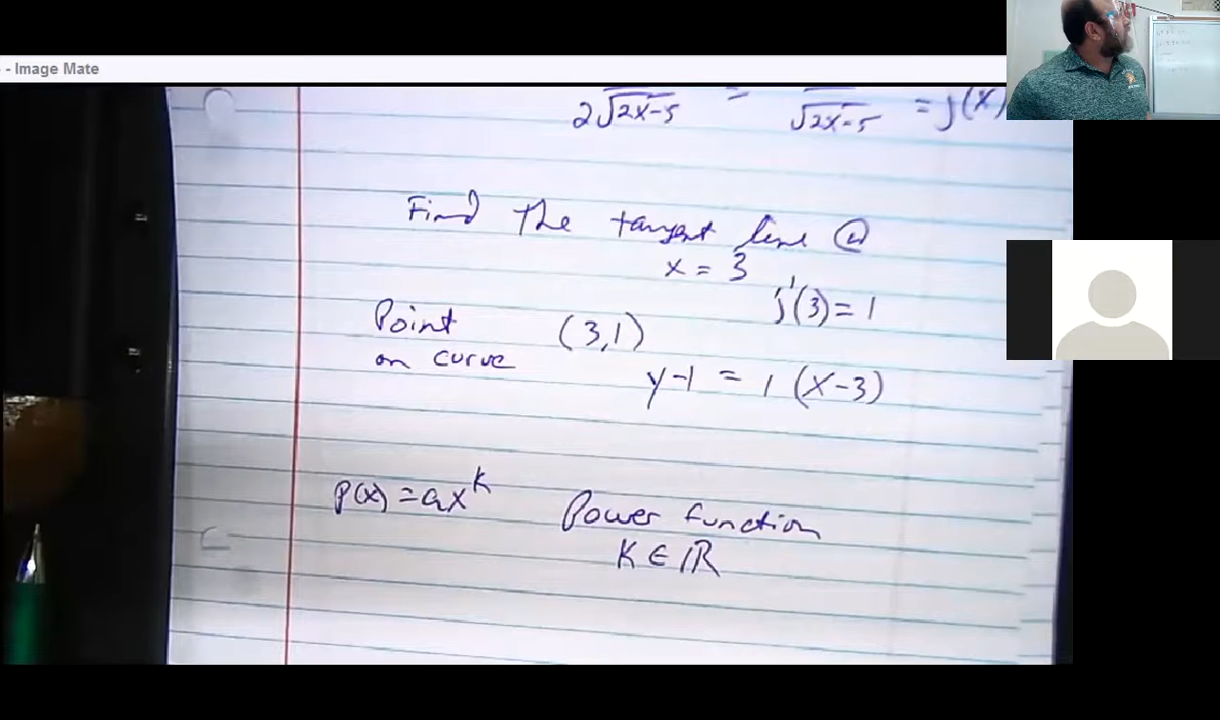 - Image Mate
2√2x-5 = √2x-5 = j(x)
Find the tangent line @
x = 3
j'(3) = 1
Point (3,1)
on curve
y-1 = 1 (x-3)
p(x) = ax^k Power function
K ∈ ℝ